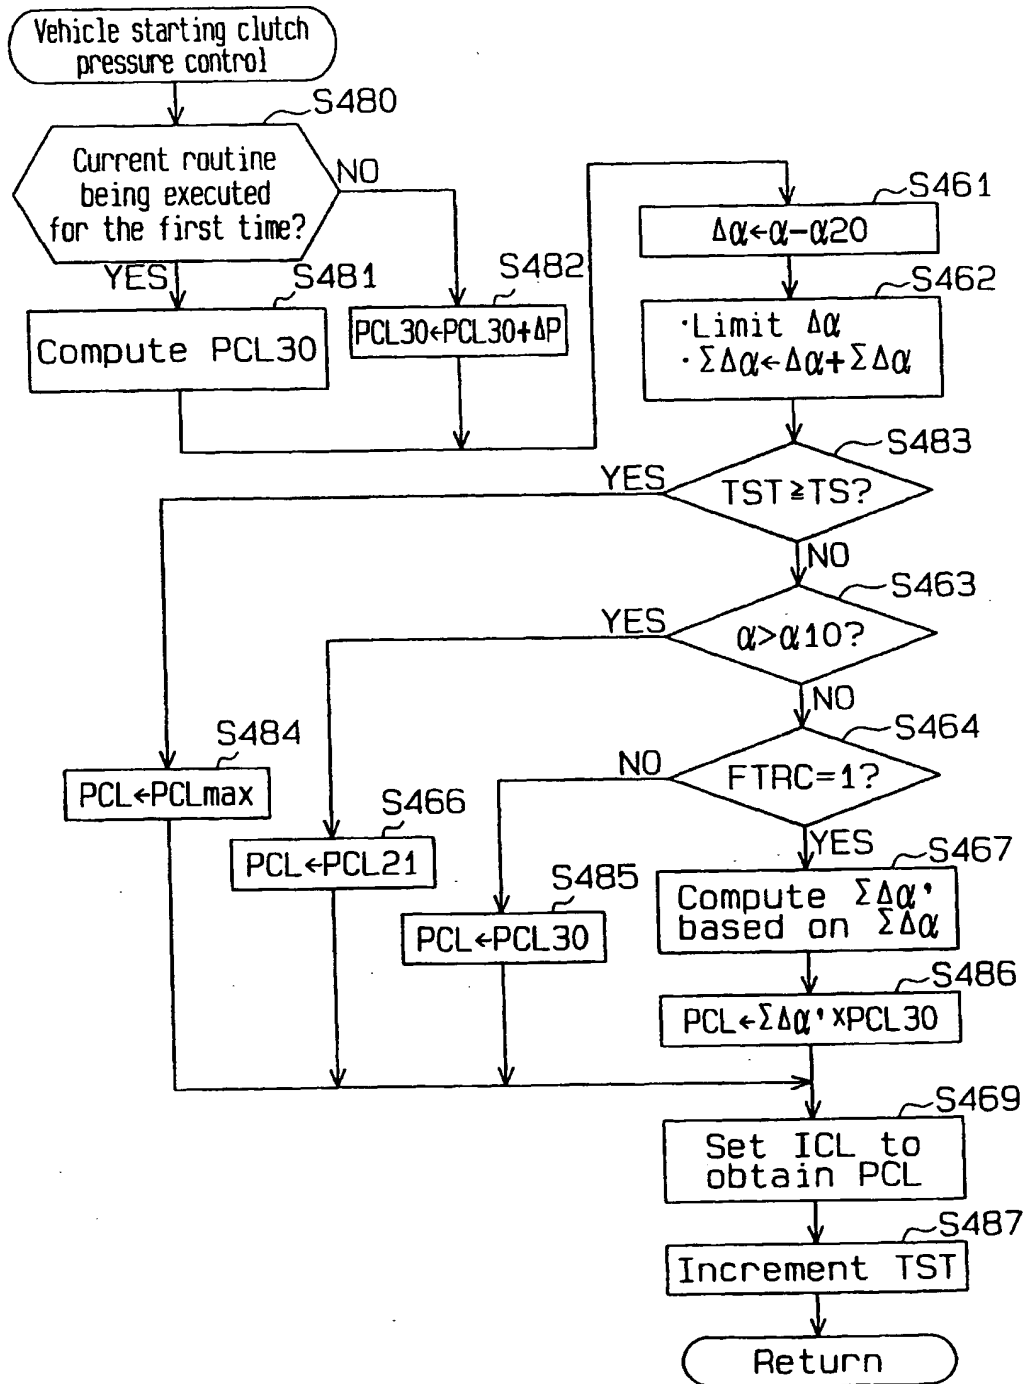 Vehicle starting clutch
pressure control
S480
Current routine
being executed
for the first time?
NO
YES
S481
Compute PCL30
S482
PCL30←PCL30+ΔP
S461
Δα←α−α20
S462
·Limit Δα
·ΣΔα←Δα+ΣΔα
S483
TST≧TS?
YES
NO
S463
α>α10?
YES
NO
S464
FTRC=1?
NO
YES
S484
PCL←PCLmax
S466
PCL←PCL21
S485
PCL←PCL30
S467
Compute ΣΔα'
based on ΣΔα
S486
PCL←ΣΔα'×PCL30
S469
Set ICL to
obtain PCL
S487
Increment TST
Return